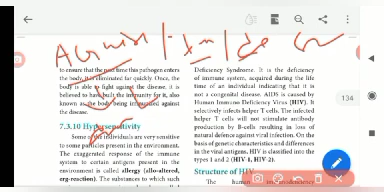 to ensure that the next time this pathogen enters
the body, it is eliminated far quickly. Once, the
body is able to fight against the disease, it is
believed to have built the immunity for it, also
known as the body being immunised against
the disease.
7.3.10 Hypersensitivity
Some of the individuals are very sensitive to
some particles present in the environment. The
exaggerated response of the immune system
to certain antigens present in the
environment is called allergy (allo-altered,
erg-reaction). The substances to which such
Deficiency Syndrome. It is the deficiency
of immune system, acquired during the life
time of an individual indicating that it
is not a congenital disease. AIDS is caused by
Human Immuno Deficiency Virus (HIV). It
selectively infects helper T cells. The infected
helper T cells will not stimulate antibody
production by B-cells resulting in loss of
natural defence against viral infection. On the
basis of genetic characteristics and differences in
the viral antigens, HIV is classified into the
types 1 and 2 (HIV-1, HIV-2).
Structure of HIV
The human immunodeficiency
134